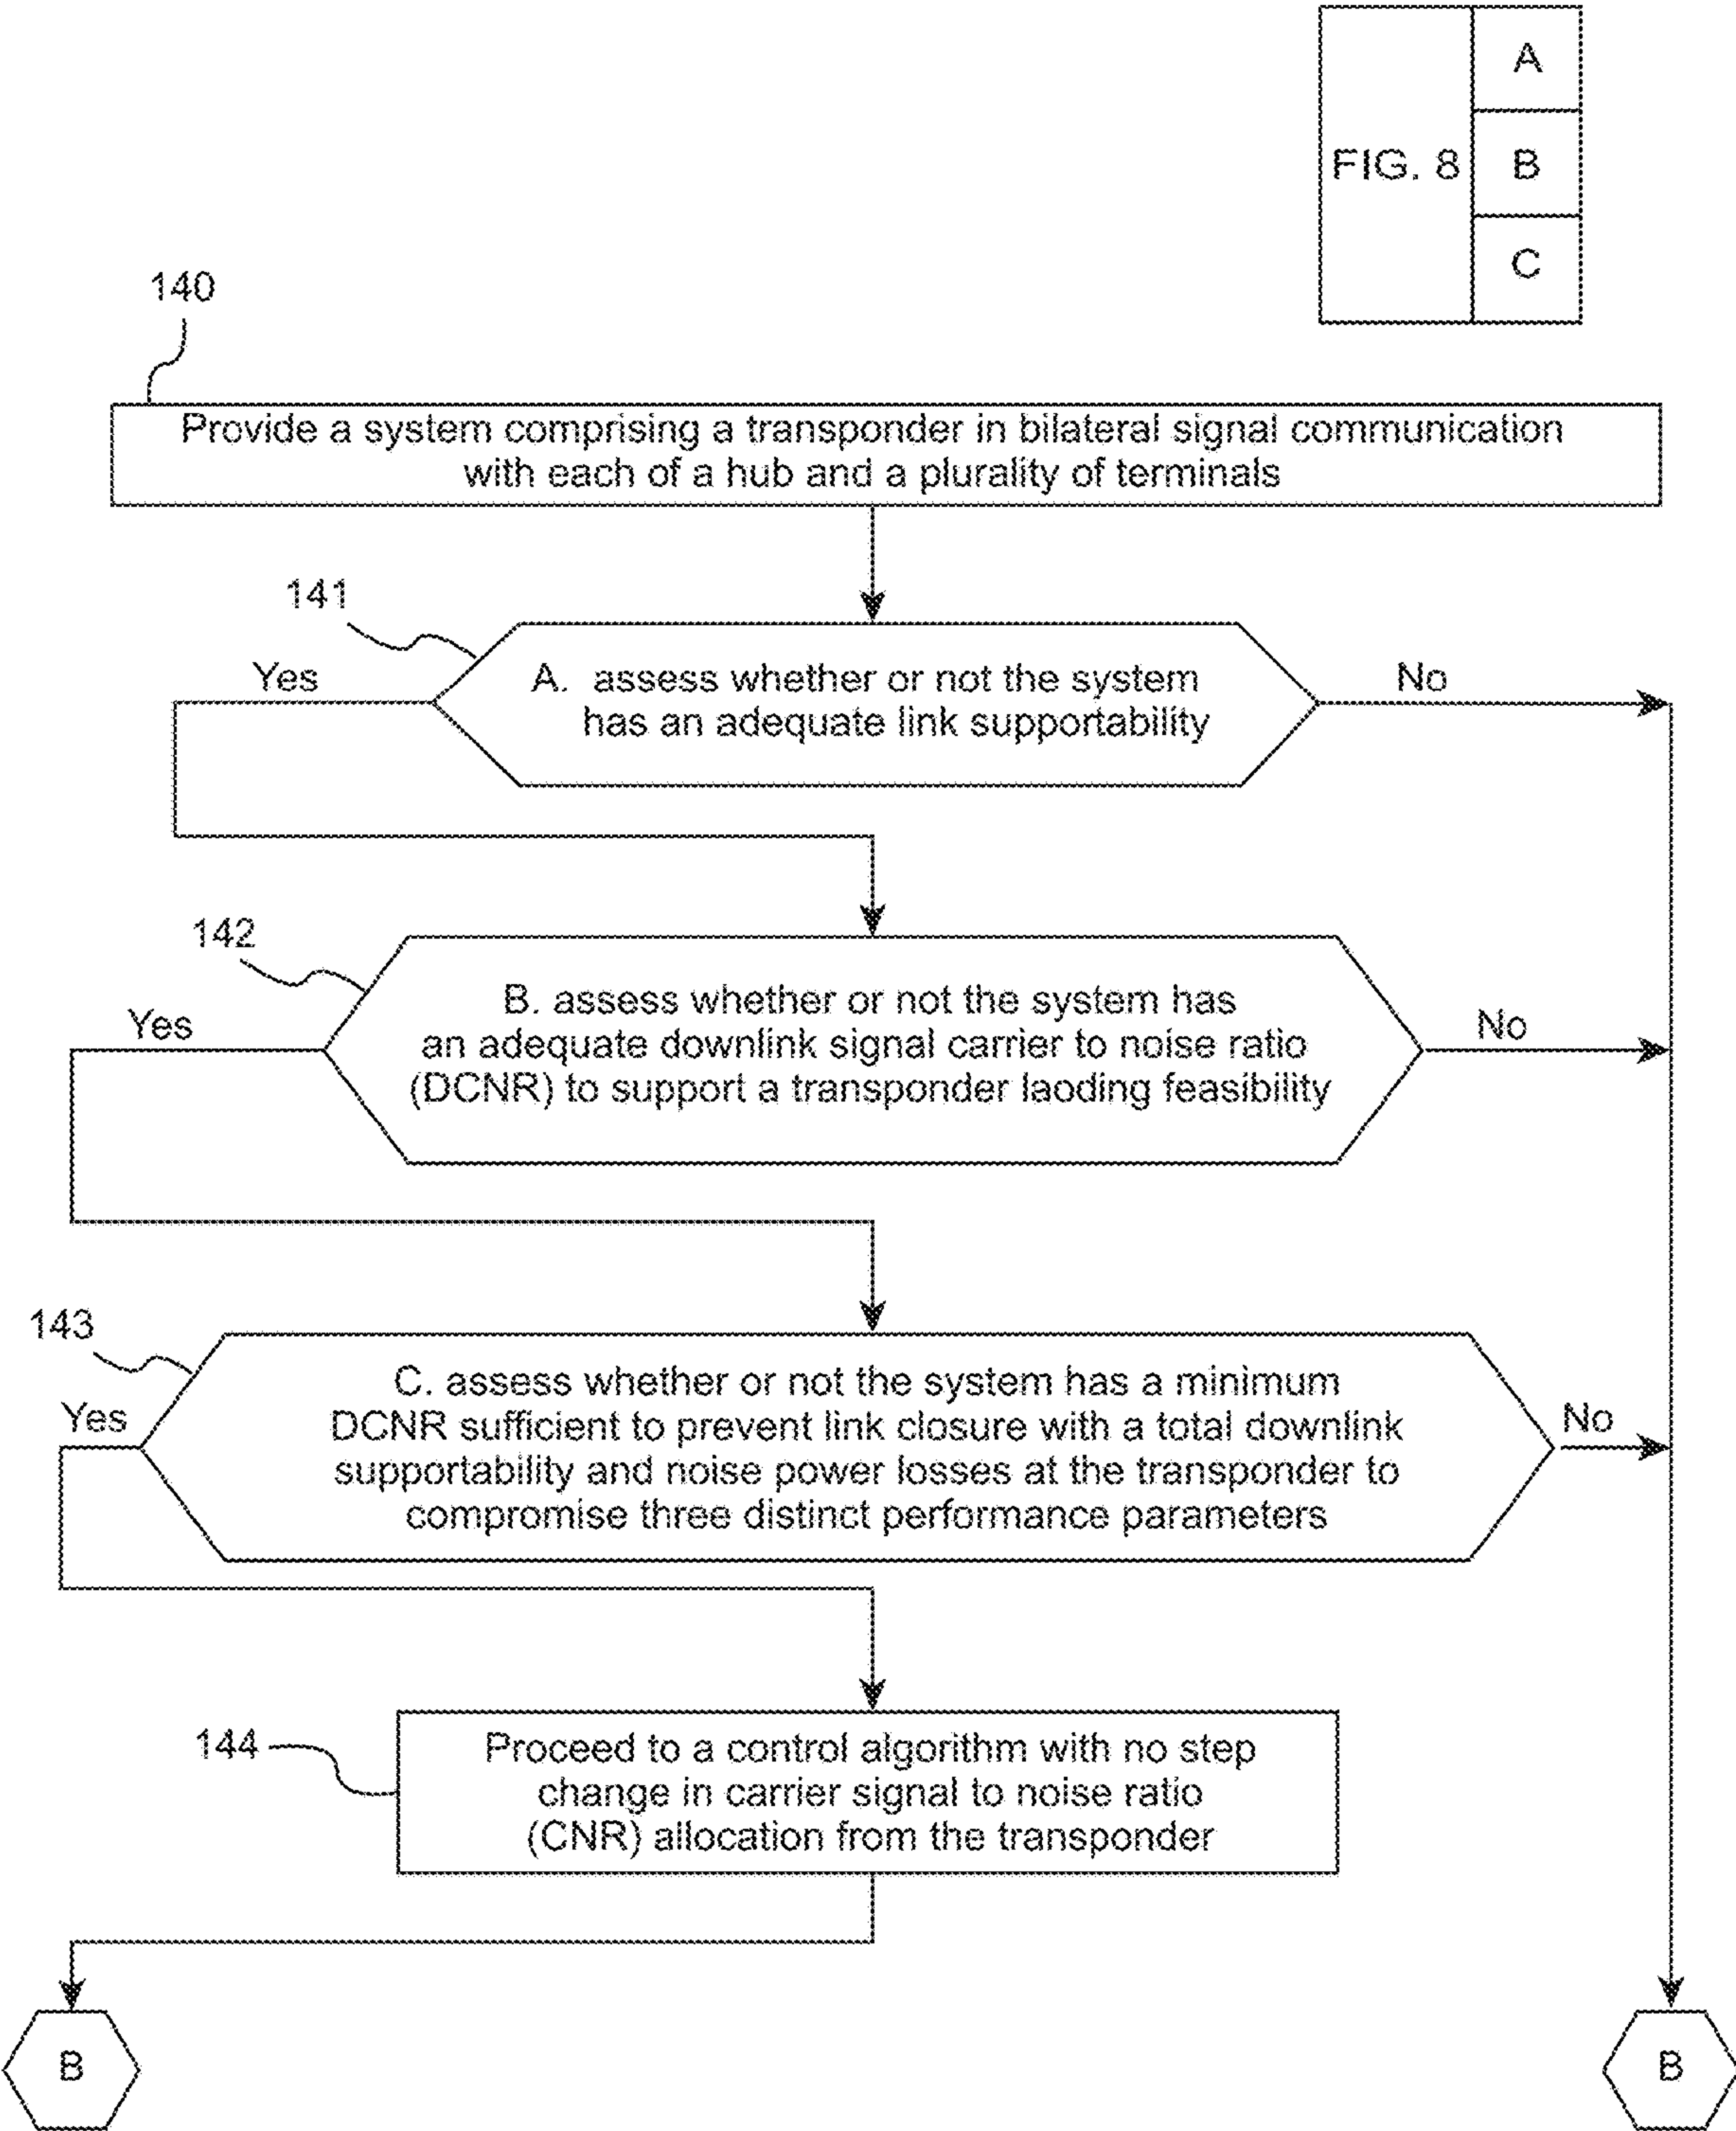 FIG. 8
A
B
C
140
Provide a system comprising a transponder in bilateral signal communication
with each of a hub and a plurality of terminals
141
Yes
A. assess whether or not the system
has an adequate link supportability
No
142
Yes
B. assess whether or not the system has
an adequate downlink signal carrier to noise ratio
(DCNR) to support a transponder laoding feasibility
No
143
Yes
C. assess whether or not the system has a minimum
DCNR sufficient to prevent link closure with a total downlink
supportability and noise power losses at the transponder to
compromise three distinct performance parameters
No
144
Proceed to a control algorithm with no step
change in carrier signal to noise ratio
(CNR) allocation from the transponder
B
B